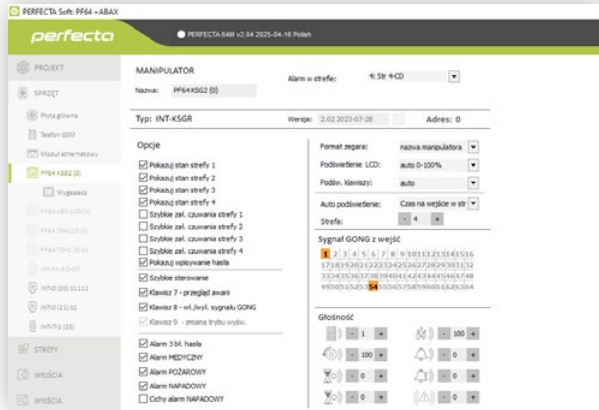 PERFECTA Soft: PF64 + ABAX
perfecta
PERFECTA 64M v2.04 2025-04-16 Polish
PROJEKT
SPRZĘT
Płyta główna
Telefon GSM
Moduł ethernetowy
PF64 KSG2 (0)
Wygaszacz
INT-IO (20) S1111
INT-IO (21) S2
STREFY
WEJŚCIA
WYJŚCIA
MANIPULATOR
Nazwa: PF64 KSG2 (0)
Alarm w strefie: 4: Str 4-CD
Typ: INT-KSGR
Wersja: 2.02 2023-07-28
Adres: 0
Opcje
Pokazuj stan strefy 1
Pokazuj stan strefy 2
Pokazuj stan strefy 3
Pokazuj stan strefy 4
Szybkie zał. czuwania strefy 1
Szybkie zał. czuwania strefy 2
Szybkie zał. czuwania strefy 3
Szybkie zał. czuwania strefy 4
Pokazuj wpisywanie hasła
Szybkie sterowanie
Klawisz 7 - przegląd awarii
Klawisz 8 - wł./wył. sygnału GONG
Klawisz 9 - zmiana trybu wyśw.
Alarm 3 bł. hasła
Alarm MEDYCZNY
Alarm POŻAROWY
Alarm NAPADOWY
Cichy alarm NAPADOWY
Format zegara: nazwa manipulatora
Podświetlenie LCD: auto 0-100%
Podśw. klawiszy: auto
Auto podświetlenie: Czas na wejście w str
Strefa: - 4 +
Sygnał GONG z wejść
1 2 3 4 5 6 7 8 9 10 11 12 13 14 15 16
17 18 19 20 21 22 23 24 25 26 27 28 29 30 31 32
33 34 35 36 37 38 39 40 41 42 43 44 45 46 47 48
49 50 51 52 53 54 55 56 57 58 59 60 61 62 63 64
Głośność
- 1 + - 100 +
- 100 + - 0 +
- 0 + - 0 +
- 0 + - 0 +